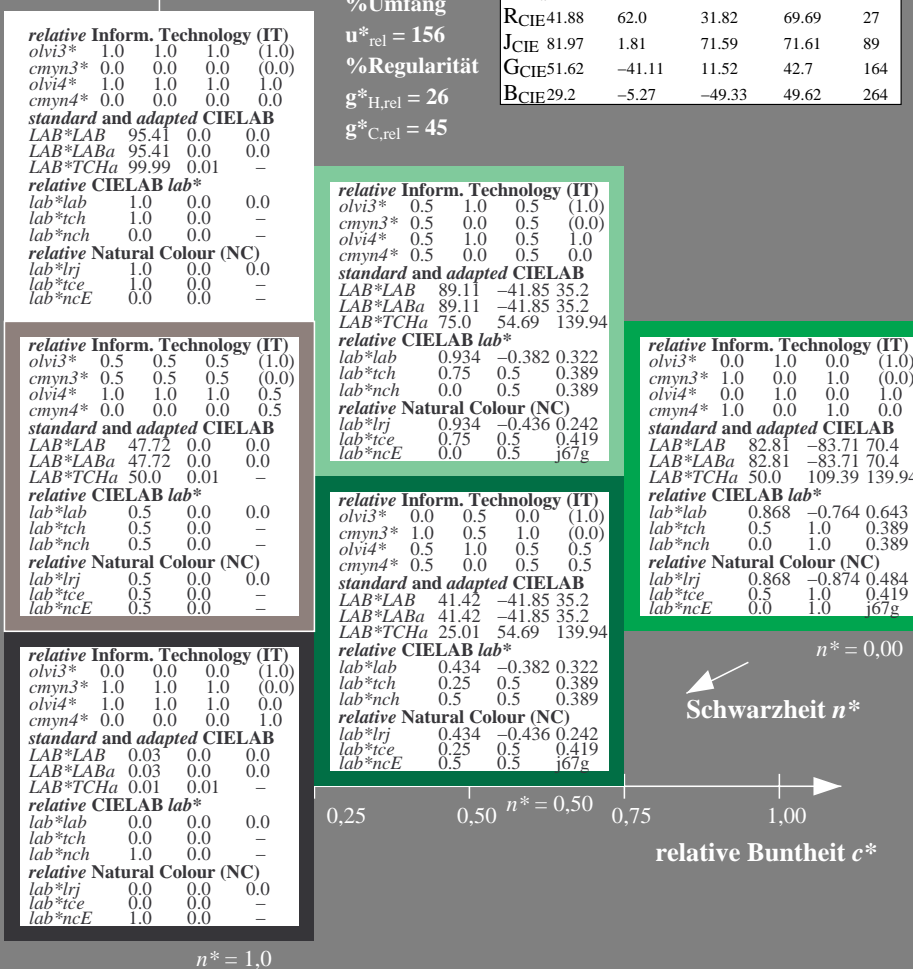 %Umfang
u*rel = 156
%Regularität
g*H,rel = 26
g*C,rel = 45
RCIE 41.88 62.0 31.82 69.69 27
JCIE 81.97 1.81 71.59 71.61 89
GCIE 51.62 −41.11 11.52 42.7 164
BCIE 29.2 −5.27 −49.33 49.62 264
relative Inform. Technology (IT)
olvi3* 1.0 1.0 1.0 (1.0)
cmyn3* 0.0 0.0 0.0 (0.0)
olvi4* 1.0 1.0 1.0 1.0
cmyn4* 0.0 0.0 0.0 0.0
standard and adapted CIELAB
LAB*LAB 95.41 0.0 0.0
LAB*LABa 95.41 0.0 0.0
LAB*TCHa 99.99 0.01 –
relative CIELAB lab*
lab*lab 1.0 0.0 0.0
lab*tch 1.0 0.0 –
lab*nch 0.0 0.0 –
relative Natural Colour (NC)
lab*lrj 1.0 0.0 0.0
lab*tce 1.0 0.0 –
lab*ncE 0.0 0.0 –
relative Inform. Technology (IT)
olvi3* 0.5 1.0 0.5 (1.0)
cmyn3* 0.5 0.0 0.5 (0.0)
olvi4* 0.5 1.0 0.5 1.0
cmyn4* 0.5 0.0 0.5 0.0
standard and adapted CIELAB
LAB*LAB 89.11 −41.85 35.2
LAB*LABa 89.11 −41.85 35.2
LAB*TCHa 75.0 54.69 139.94
relative CIELAB lab*
lab*lab 0.934 −0.382 0.322
lab*tch 0.75 0.5 0.389
lab*nch 0.0 0.5 0.389
relative Natural Colour (NC)
lab*lrj 0.934 −0.436 0.242
lab*tce 0.75 0.5 0.419
lab*ncE 0.0 0.5 j67g
relative Inform. Technology (IT)
olvi3* 0.5 0.5 0.5 (1.0)
cmyn3* 0.5 0.5 0.5 (0.0)
olvi4* 1.0 1.0 1.0 0.5
cmyn4* 0.0 0.0 0.0 0.5
standard and adapted CIELAB
LAB*LAB 47.72 0.0 0.0
LAB*LABa 47.72 0.0 0.0
LAB*TCHa 50.0 0.01 –
relative CIELAB lab*
lab*lab 0.5 0.0 0.0
lab*tch 0.5 0.0 –
lab*nch 0.5 0.0 –
relative Natural Colour (NC)
lab*lrj 0.5 0.0 0.0
lab*tce 0.5 0.0 –
lab*ncE 0.5 0.0 –
relative Inform. Technology (IT)
olvi3* 0.0 1.0 0.0 (1.0)
cmyn3* 1.0 0.0 1.0 (0.0)
olvi4* 0.0 1.0 0.0 1.0
cmyn4* 1.0 0.0 1.0 0.0
standard and adapted CIELAB
LAB*LAB 82.81 −83.71 70.4
LAB*LABa 82.81 −83.71 70.4
LAB*TCHa 50.0 109.39 139.94
relative CIELAB lab*
lab*lab 0.868 −0.764 0.643
lab*tch 0.5 1.0 0.389
lab*nch 0.0 1.0 0.389
relative Natural Colour (NC)
lab*lrj 0.868 −0.874 0.484
lab*tce 0.5 1.0 0.419
lab*ncE 0.0 1.0 j67g
relative Inform. Technology (IT)
olvi3* 0.0 0.5 0.0 (1.0)
cmyn3* 1.0 0.5 1.0 (0.0)
olvi4* 0.5 1.0 0.5 0.5
cmyn4* 0.5 0.0 0.5 0.5
standard and adapted CIELAB
LAB*LAB 41.42 −41.85 35.2
LAB*LABa 41.42 −41.85 35.2
LAB*TCHa 25.01 54.69 139.94
relative CIELAB lab*
lab*lab 0.434 −0.382 0.322
lab*tch 0.25 0.5 0.389
lab*nch 0.5 0.5 0.389
relative Natural Colour (NC)
lab*lrj 0.434 −0.436 0.242
lab*tce 0.25 0.5 0.419
lab*ncE 0.5 0.5 j67g
relative Inform. Technology (IT)
olvi3* 0.0 0.0 0.0 (1.0)
cmyn3* 1.0 1.0 1.0 (0.0)
olvi4* 1.0 1.0 1.0 0.0
cmyn4* 0.0 0.0 0.0 1.0
standard and adapted CIELAB
LAB*LAB 0.03 0.0 0.0
LAB*LABa 0.03 0.0 0.0
LAB*TCHa 0.01 0.01 –
relative CIELAB lab*
lab*lab 0.0 0.0 0.0
lab*tch 0.0 0.0 –
lab*nch 1.0 0.0 –
relative Natural Colour (NC)
lab*lrj 0.0 0.0 0.0
lab*tce 0.0 0.0 –
lab*ncE 1.0 0.0 –
n* = 0,00
Schwarzheit n*
0,25 0,50 n* = 0,50 0,75 1,00
relative Buntheit c*
n* = 1,0